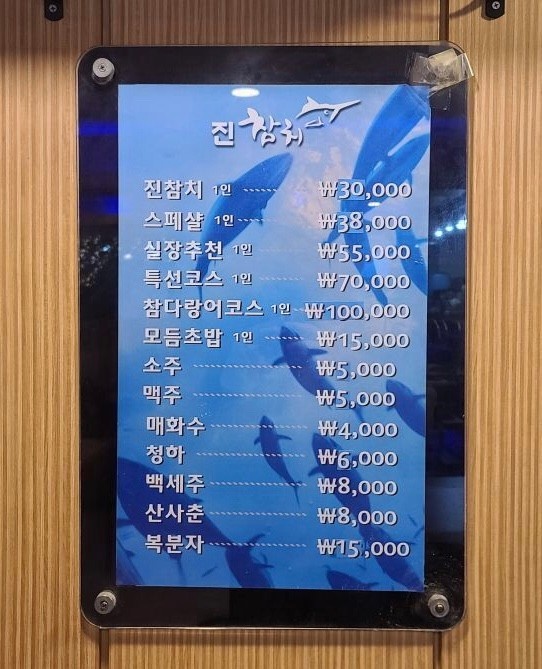 진참치
진참치 1인 ------ ₩30,000
스페샬 1인 ------ ₩38,000
실장추천 1인 ------ ₩55,000
특선코스 1인 ------ ₩70,000
참다랑어코스 1인 -- ₩100,000
모듬초밥 1인 ------ ₩15,000
소주 ------ ₩5,000
맥주 ------ ₩5,000
매화수 ------ ₩4,000
청하 ------ ₩6,000
백세주 ------ ₩8,000
산사춘 ------ ₩8,000
복분자 ------ ₩15,000